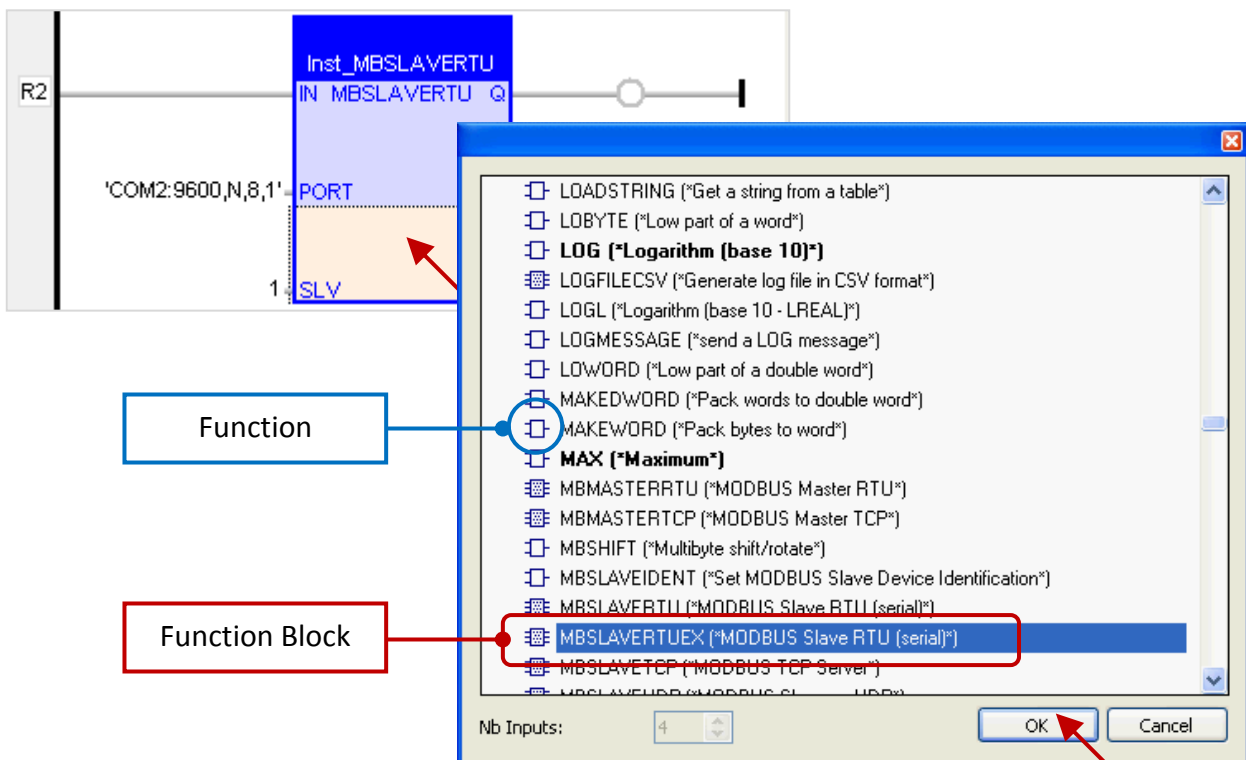 Inst_MBSLAVERTU
R2
IN MBSLAVERTU Q
'COM2:9600,N,8,1'
PORT
1
SLV
LOADSTRING (*Get a string from a table*)
LOBYTE (*Low part of a word*)
LOG (*Logarithm (base 10)*)
LOGFILECSV (*Generate log file in CSV format*)
LOGL (*Logarithm (base 10 - LREAL)*)
LOGMESSAGE (*send a LOG message*)
LOWORD (*Low part of a double word*)
MAKEDWORD (*Pack words to double word*)
Function
MAKEWORD (*Pack bytes to word*)
MAX (*Maximum*)
MBMASTERRTU (*MODBUS Master RTU*)
MBMASTERTCP (*MODBUS Master TCP*)
MBSHIFT (*Multibyte shift/rotate*)
MBSLAVEIDENT (*Set MODBUS Slave Device Identification*)
MBSLAVERTU (*MODBUS Slave RTU (serial)*)
Function Block
MBSLAVERTUEX (*MODBUS Slave RTU (serial)*)
MBSLAVETCP (*MODBUS TCP Server*)
Nb Inputs:
4
OK
Cancel